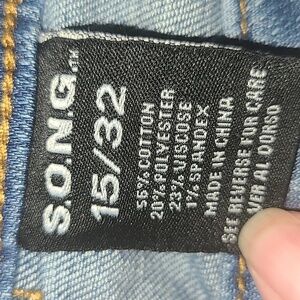 S.O.N.G.™
15/32
56% COTTON
20% POLYESTER
23% VISCOSE
1% SPANDEX
MADE IN CHINA
SEE REVERSE FOR CARE
VER AL DORSO